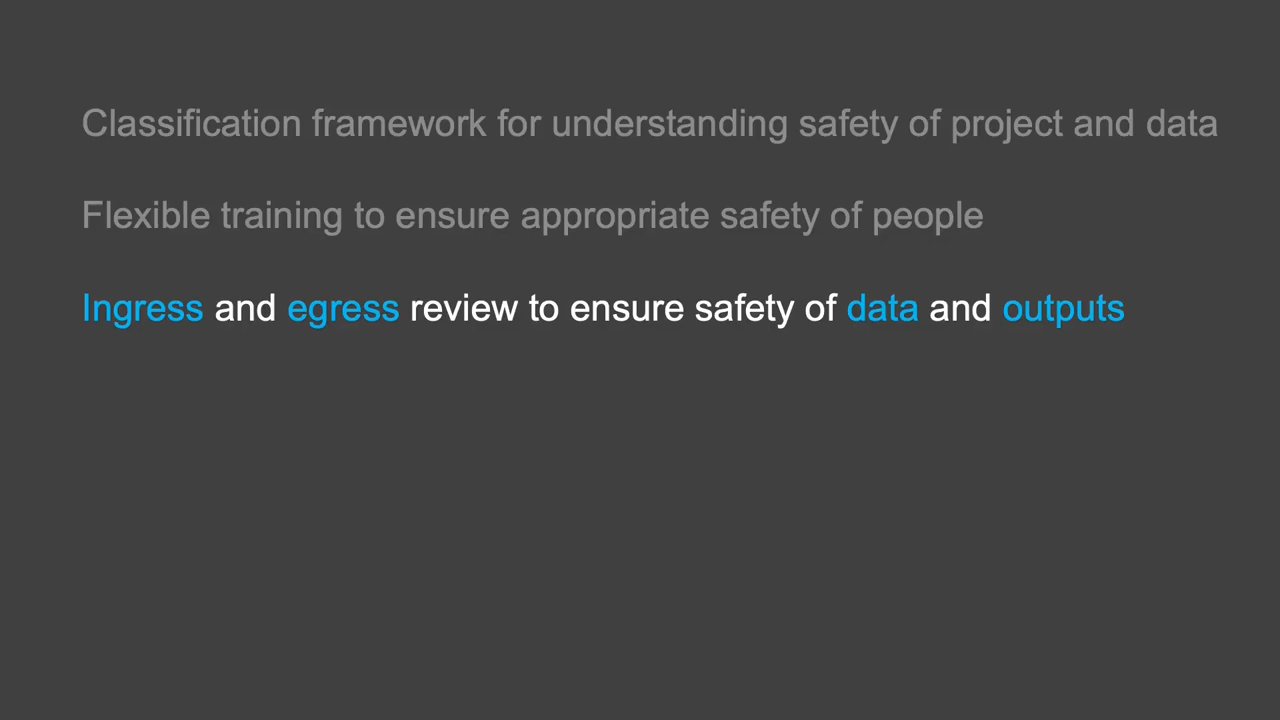 Classification framework for understanding safety of project and data
Flexible training to ensure appropriate safety of people
Ingress and egress review to ensure safety of data and outputs